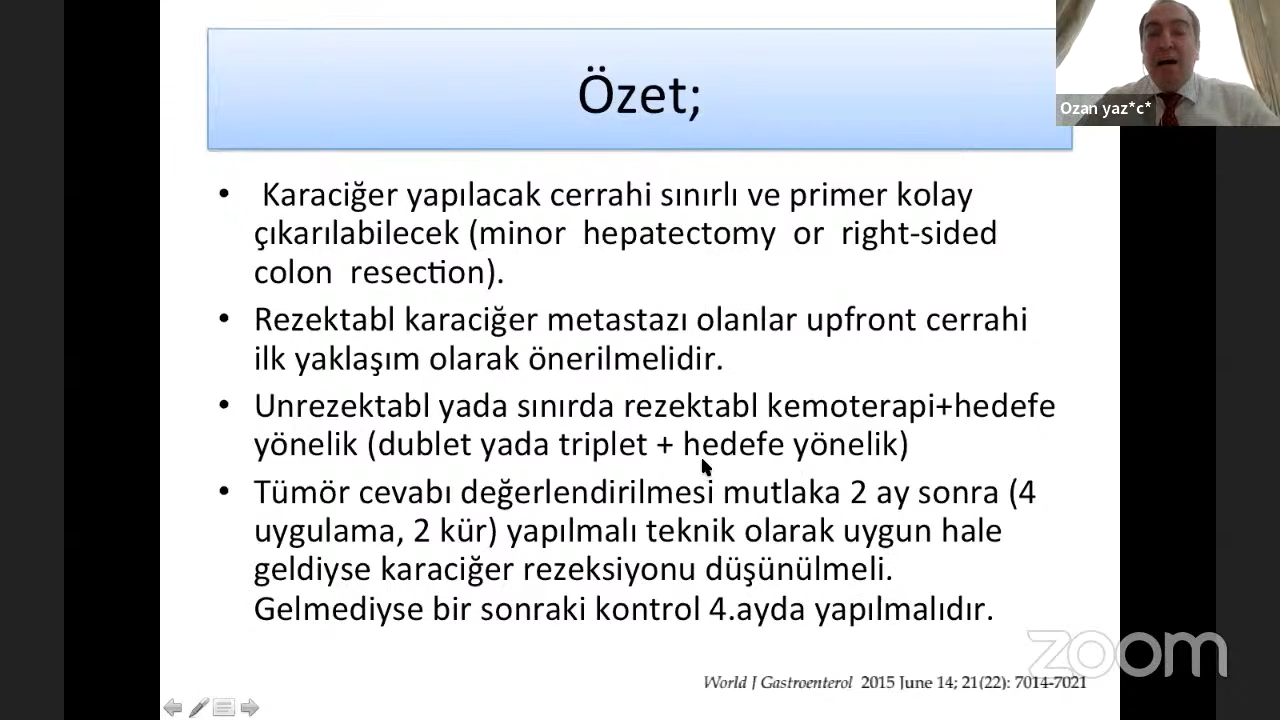 Özet;
Ozan yaz*c*
• Karaciğer yapılacak cerrahi sınırlı ve primer kolay
çıkarılabilecek (minor hepatectomy or right-sided
colon resection).
• Rezektabl karaciğer metastazı olanlar upfront cerrahi
ilk yaklaşım olarak önerilmelidir.
• Unrezektabl yada sınırda rezektabl kemoterapi+hedefe
yönelik (dublet yada triplet + hedefe yönelik)
• Tümör cevabı değerlendirilmesi mutlaka 2 ay sonra (4
uygulama, 2 kür) yapılmalı teknik olarak uygun hale
geldiyse karaciğer rezeksiyonu düşünülmeli.
Gelmediyse bir sonraki kontrol 4.ayda yapılmalıdır.
zoom
World J Gastroenterol 2015 June 14; 21(22): 7014-7021